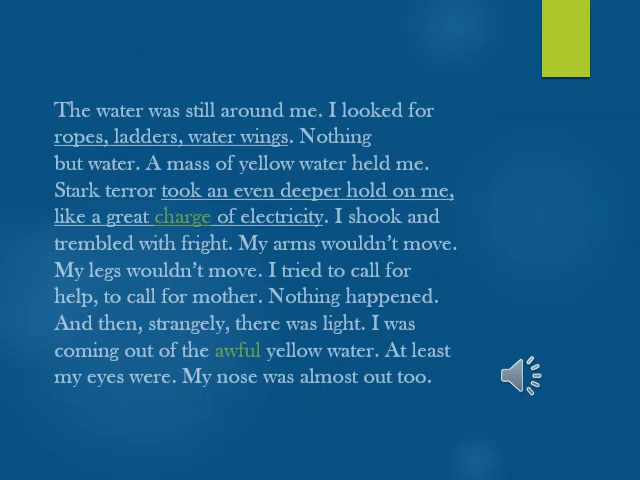 The water was still around me. I looked for
ropes, ladders, water wings. Nothing
but water. A mass of yellow water held me.
Stark terror took an even deeper hold on me,
like a great charge of electricity. I shook and
trembled with fright. My arms wouldn’t move.
My legs wouldn’t move. I tried to call for
help, to call for mother. Nothing happened.
And then, strangely, there was light. I was
coming out of the awful yellow water. At least
my eyes were. My nose was almost out too.